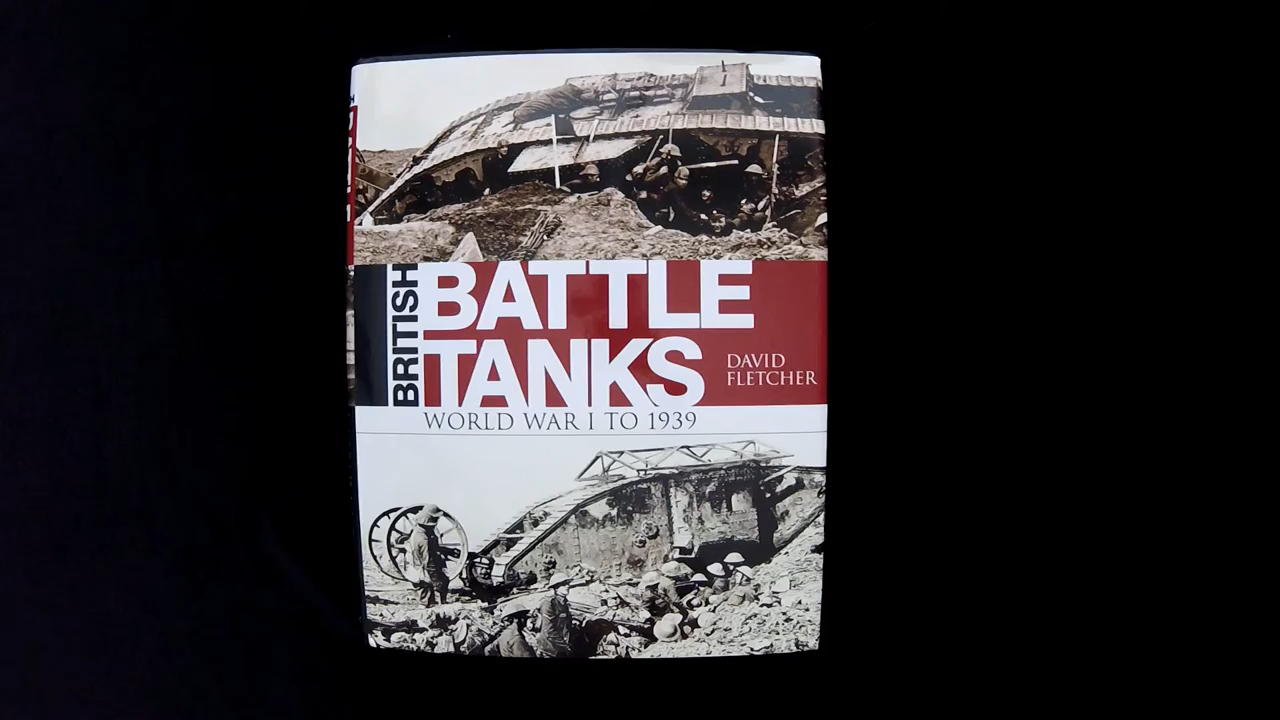 BRITISH
BATTLE
TANKS
DAVID
FLETCHER
WORLD WAR I TO 1939